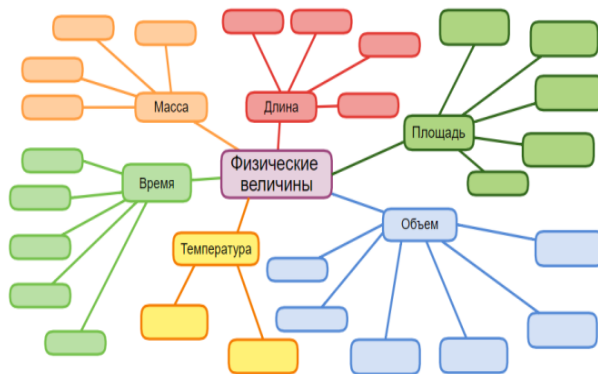 Масса
Длина
Площадь
Физические
величины
Время
Объем
Температура